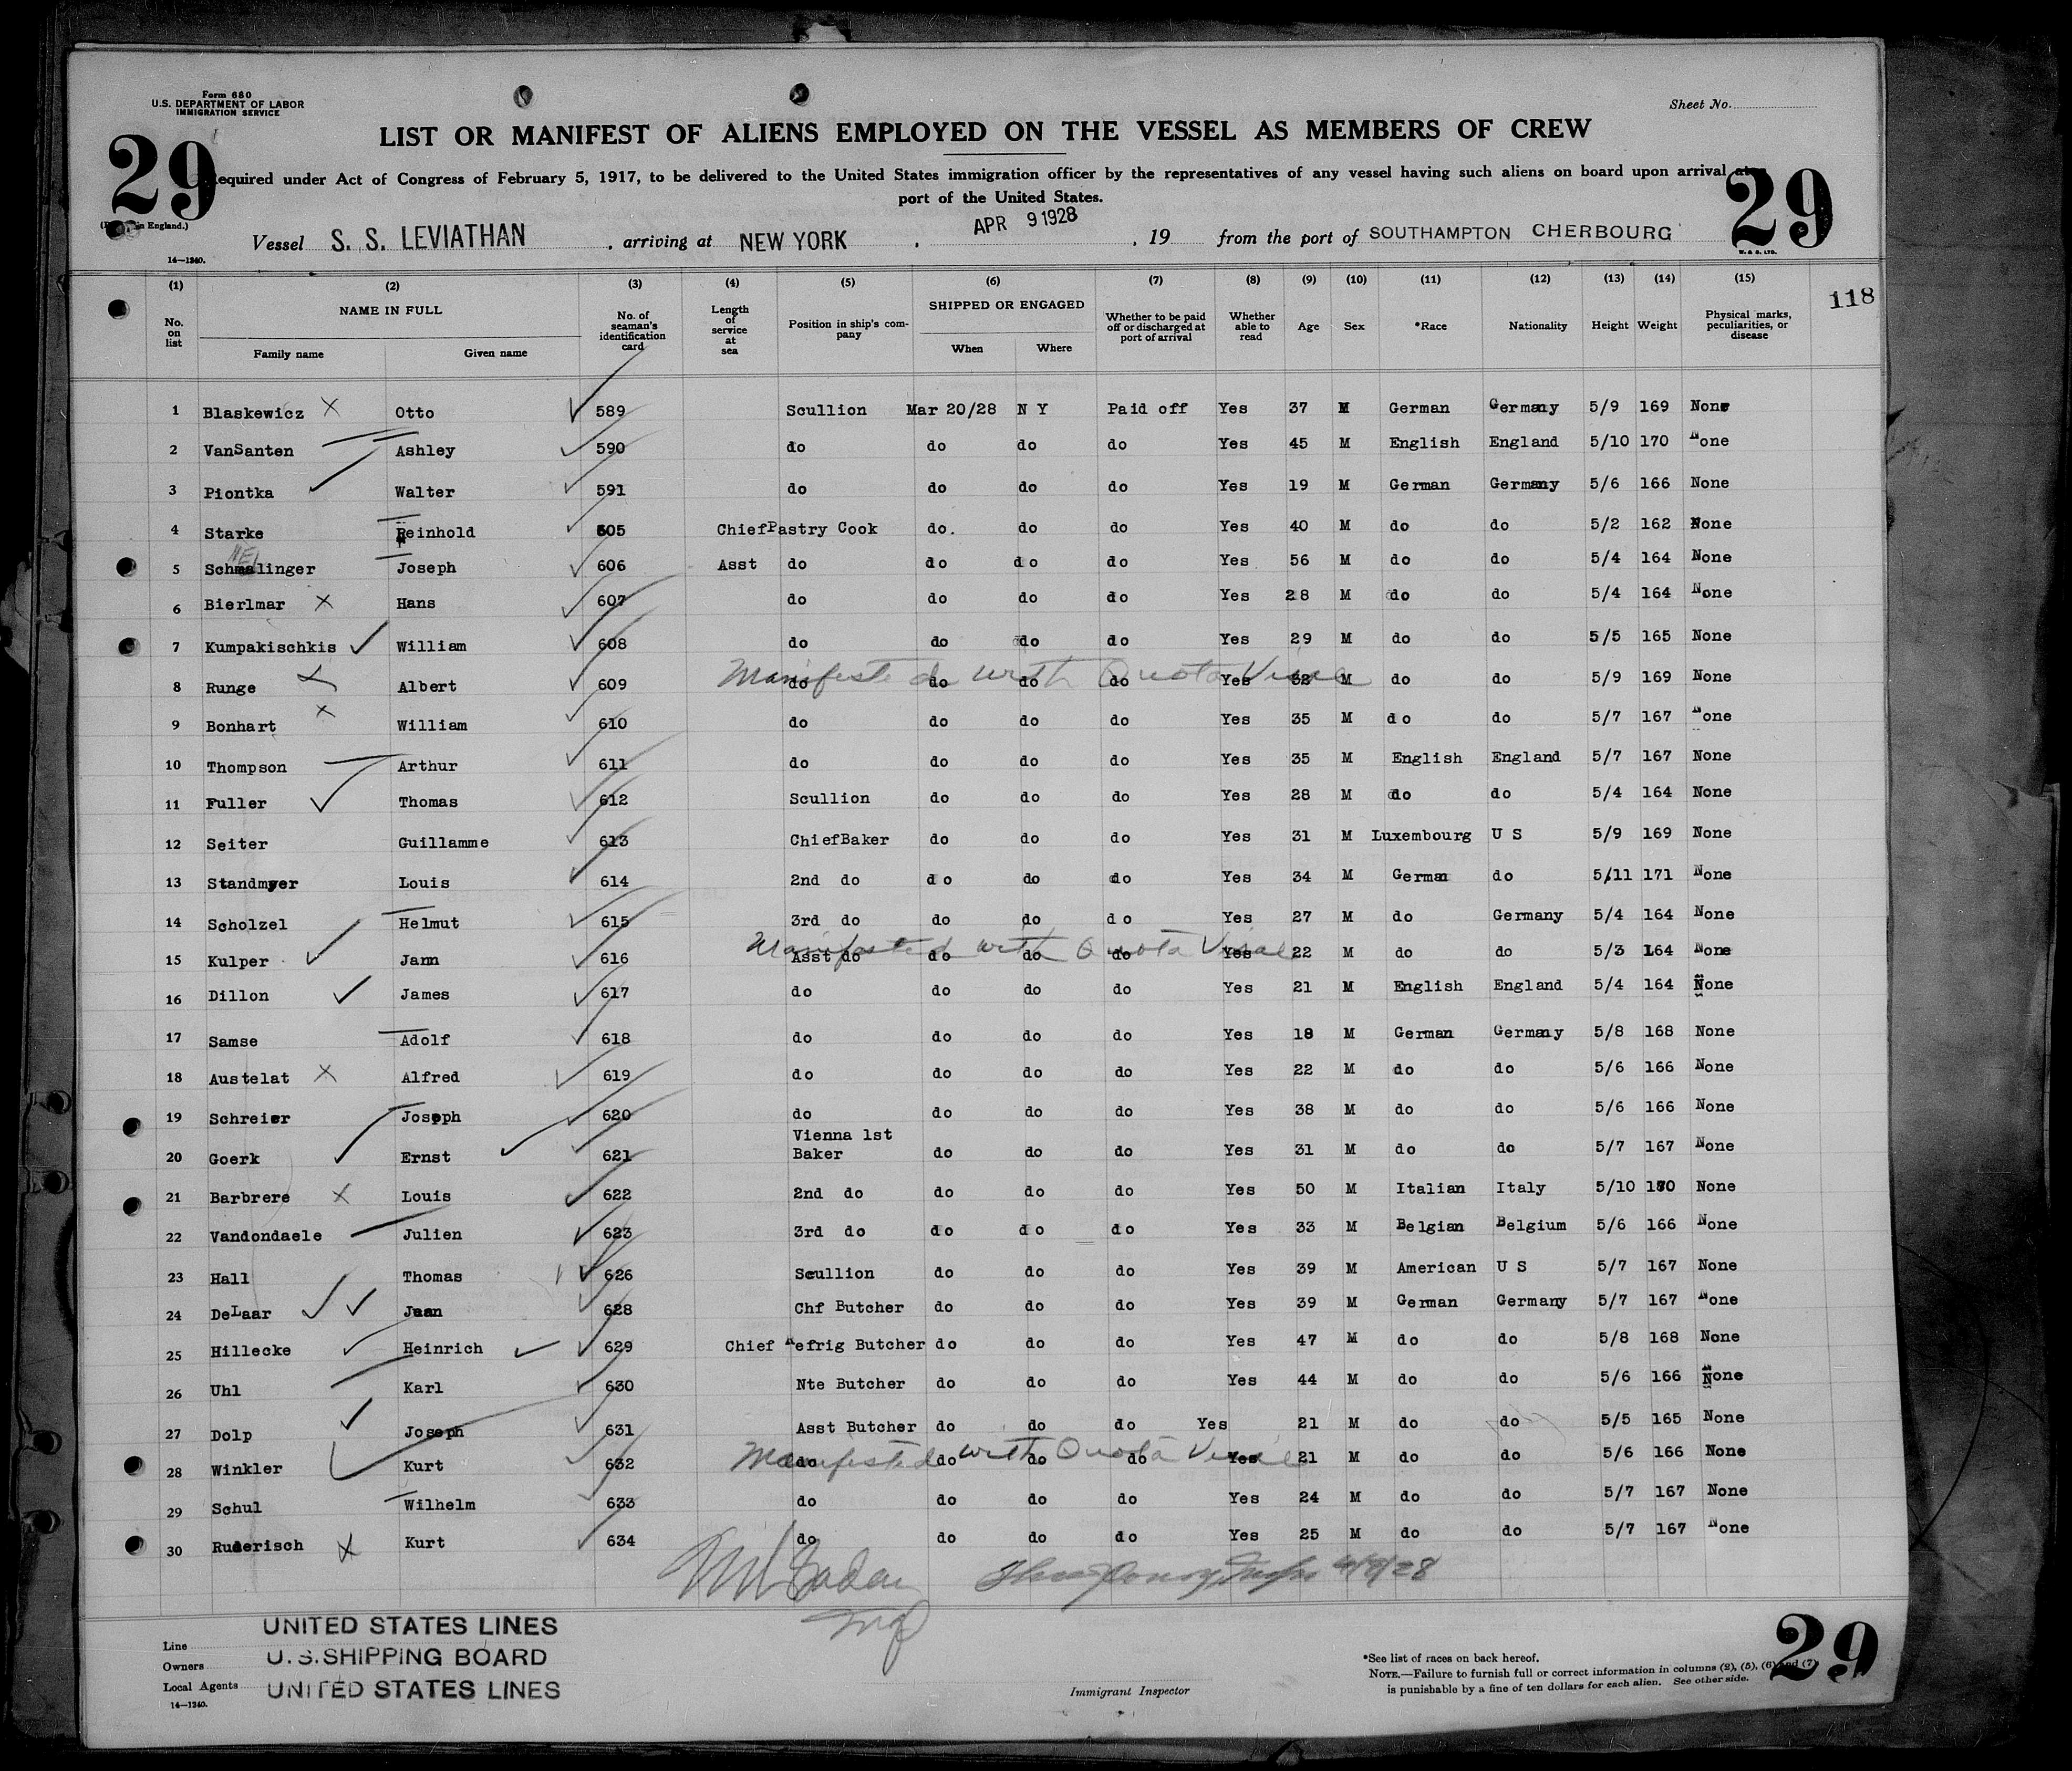 Form 680
U.S. DEPARTMENT OF LABOR
IMMIGRATION SERVICE
Sheet No.
29
29
LIST OR MANIFEST OF ALIENS EMPLOYED ON THE VESSEL AS MEMBERS OF CREW
Required under Act of Congress of February 5, 1917, to be delivered to the United States immigration officer by the representatives of any vessel having such aliens on board upon arrival at
port of the United States.
in England.)
Vessel S. S. LEVIATHAN , arriving at NEW YORK , APR 9 1928 , 19 from the port of SOUTHAMPTON CHERBOURG
14—1240.
W. & S. LTD.
118
(1) (2) (3) (4) (5) (6) (7) (8) (9) (10) (11) (12) (13) (14) (15)
No. on list NAME IN FULL Family name Given name No. of seaman's identification card Length of service at sea Position in ship's company SHIPPED OR ENGAGED When Where Whether to be paid off or discharged at port of arrival Whether able to read Age Sex *Race Nationality Height Weight Physical marks, peculiarities, or disease
1 Blaskewicz Otto 589 Scullion Mar 20/28 N Y Paid off Yes 37 M German Germany 5/9 169 None
2 VanSanten Ashley 590 do do do do Yes 45 M English England 5/10 170 None
3 Piontka Walter 591 do do do do Yes 19 M German Germany 5/6 166 None
4 Starke Reinhold 605 ChiefPastry Cook do. do do Yes 40 M do do 5/2 162 None
5 Schmalinger Joseph 606 Asst do do do do Yes 56 M do do 5/4 164 None
6 Bierlmar Hans 607 do do do do Yes 28 M do do 5/4 164 None
7 Kumpakischkis William 608 do do do do Yes 29 M do do 5/5 165 None
Manifested with Quota Visa
8 Runge Albert 609 do do do do Yes M do do 5/9 169 None
9 Bonhart William 610 do do do do Yes 35 M do do 5/7 167 None
10 Thompson Arthur 611 do do do do Yes 35 M English England 5/7 167 None
11 Fuller Thomas 612 Scullion do do do Yes 28 M do do 5/4 164 None
12 Seiter Guillamme 613 ChiefBaker do do do Yes 31 M Luxembourg U S 5/9 169 None
13 Standmyer Louis 614 2nd do do do do Yes 34 M German do 5/11 171 None
14 Scholzel Helmut 615 3rd do do do do Yes 27 M do Germany 5/4 164 None
Manifested with Quota Visa
15 Kulper Jann 616 Asst do do do do Yes 22 M do do 5/3 164 None
16 Dillon James 617 do do do do Yes 21 M English England 5/4 164 None
17 Samse Adolf 618 do do do do Yes 18 M German Germany 5/8 168 None
18 Austelat Alfred 619 do do do do Yes 22 M do do 5/6 166 None
19 Schreier Joseph 620 do do do do Yes 38 M do do 5/6 166 None
20 Goerk Ernst 621 Vienna 1st Baker do do do Yes 31 M do do 5/7 167 None
21 Barbrere Louis 622 2nd do do do do Yes 50 M Italian Italy 5/10 170 None
22 Vandondaele Julien 623 3rd do do do do Yes 33 M Belgian Belgium 5/6 166 None
23 Hall Thomas 626 Scullion do do do Yes 39 M American U S 5/7 167 None
24 DeLaar Jean 628 Chf Butcher do do do Yes 39 M German Germany 5/7 167 None
25 Hillecke Heinrich 629 Chief Refrig Butcher do do do Yes 47 M do do 5/8 168 None
26 Uhl Karl 630 Nte Butcher do do do Yes 44 M do do 5/6 166 None
27 Dolp Joseph 631 Asst Butcher do do do Yes 21 M do do 5/5 165 None
Manifested with Quota Visa
28 Winkler Kurt 632 do do do do Yes 21 M do do 5/6 166 None
29 Schul Wilhelm 633 do do do do Yes 24 M do do 5/7 167 None
30 Ruderisch Kurt 634 do do do do Yes 25 M do do 5/7 167 None
4/9/28
Line UNITED STATES LINES
Owners U.S. SHIPPING BOARD
Local Agents UNITED STATES LINES
14—1240.
Immigrant Inspector
*See list of races on back hereof.
NOTE.—Failure to furnish full or correct information in columns (2), (5), (6) and (7)
is punishable by a fine of ten dollars for each alien. See other side.
29